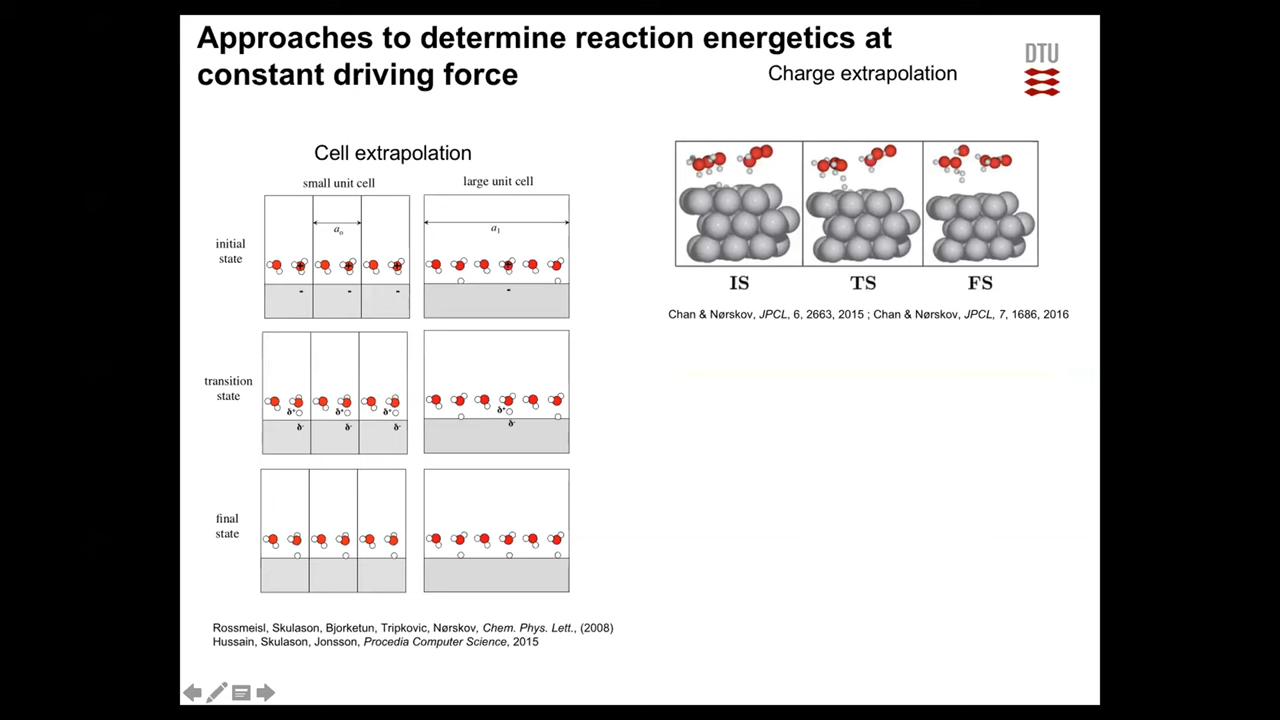 Approaches to determine reaction energetics at
constant driving force
Charge extrapolation
DTU
Cell extrapolation
small unit cell
large unit cell
initial
state
a₀
a₁
+ + + +
- - - -
transition
state
δ⁺ δ⁺ δ⁺ δ⁺
δ⁻ δ⁻ δ⁻ δ⁻
final
state
Rossmeisl, Skulason, Bjorketun, Tripkovic, Nørskov, Chem. Phys. Lett., (2008)
Hussain, Skulason, Jonsson, Procedia Computer Science, 2015
IS TS FS
Chan & Nørskov, JPCL, 6, 2663, 2015 ; Chan & Nørskov, JPCL, 7, 1686, 2016